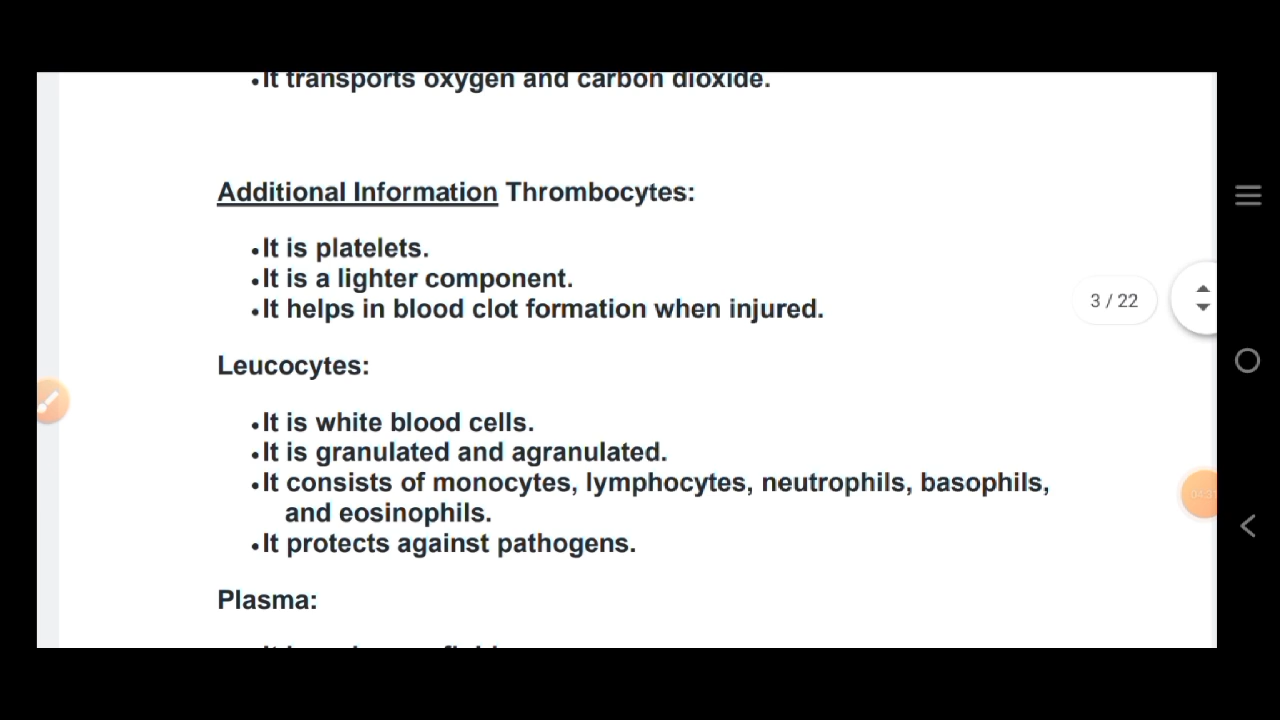 •It transports oxygen and carbon dioxide.
Additional Information Thrombocytes:
•It is platelets.
•It is a lighter component.
•It helps in blood clot formation when injured.
3 / 22
Leucocytes:
•It is white blood cells.
•It is granulated and agranulated.
•It consists of monocytes, lymphocytes, neutrophils, basophils,
and eosinophils.
•It protects against pathogens.
Plasma: